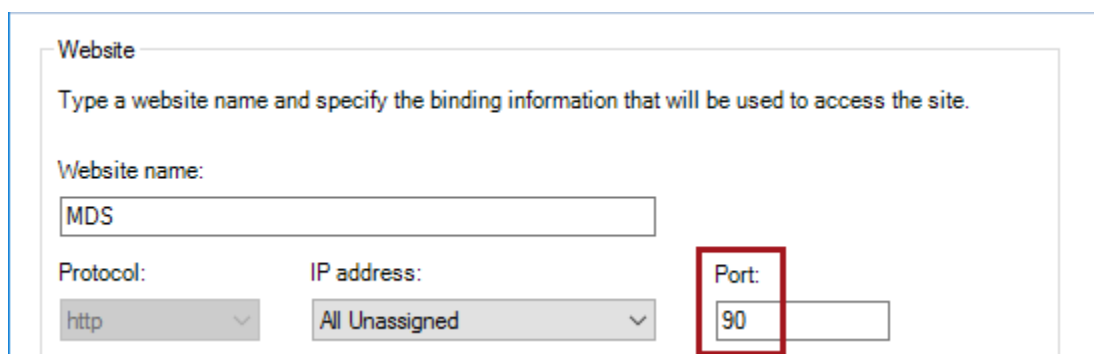 Website
Type a website name and specify the binding information that will be used to access the site.
Website name:
MDS
Protocol: IP address: Port:
http All Unassigned 90